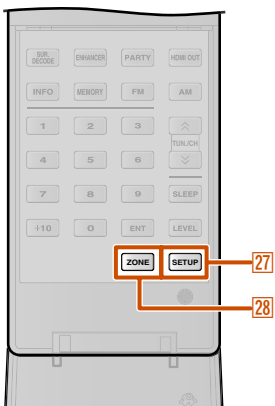 SUR. DECODE ENHANCER PARTY HDMI OUT
INFO MEMORY FM AM
1 2 3
TUN./CH
4 5 6
7 8 9 SLEEP
+10 0 ENT LEVEL
ZONE SETUP 27
28